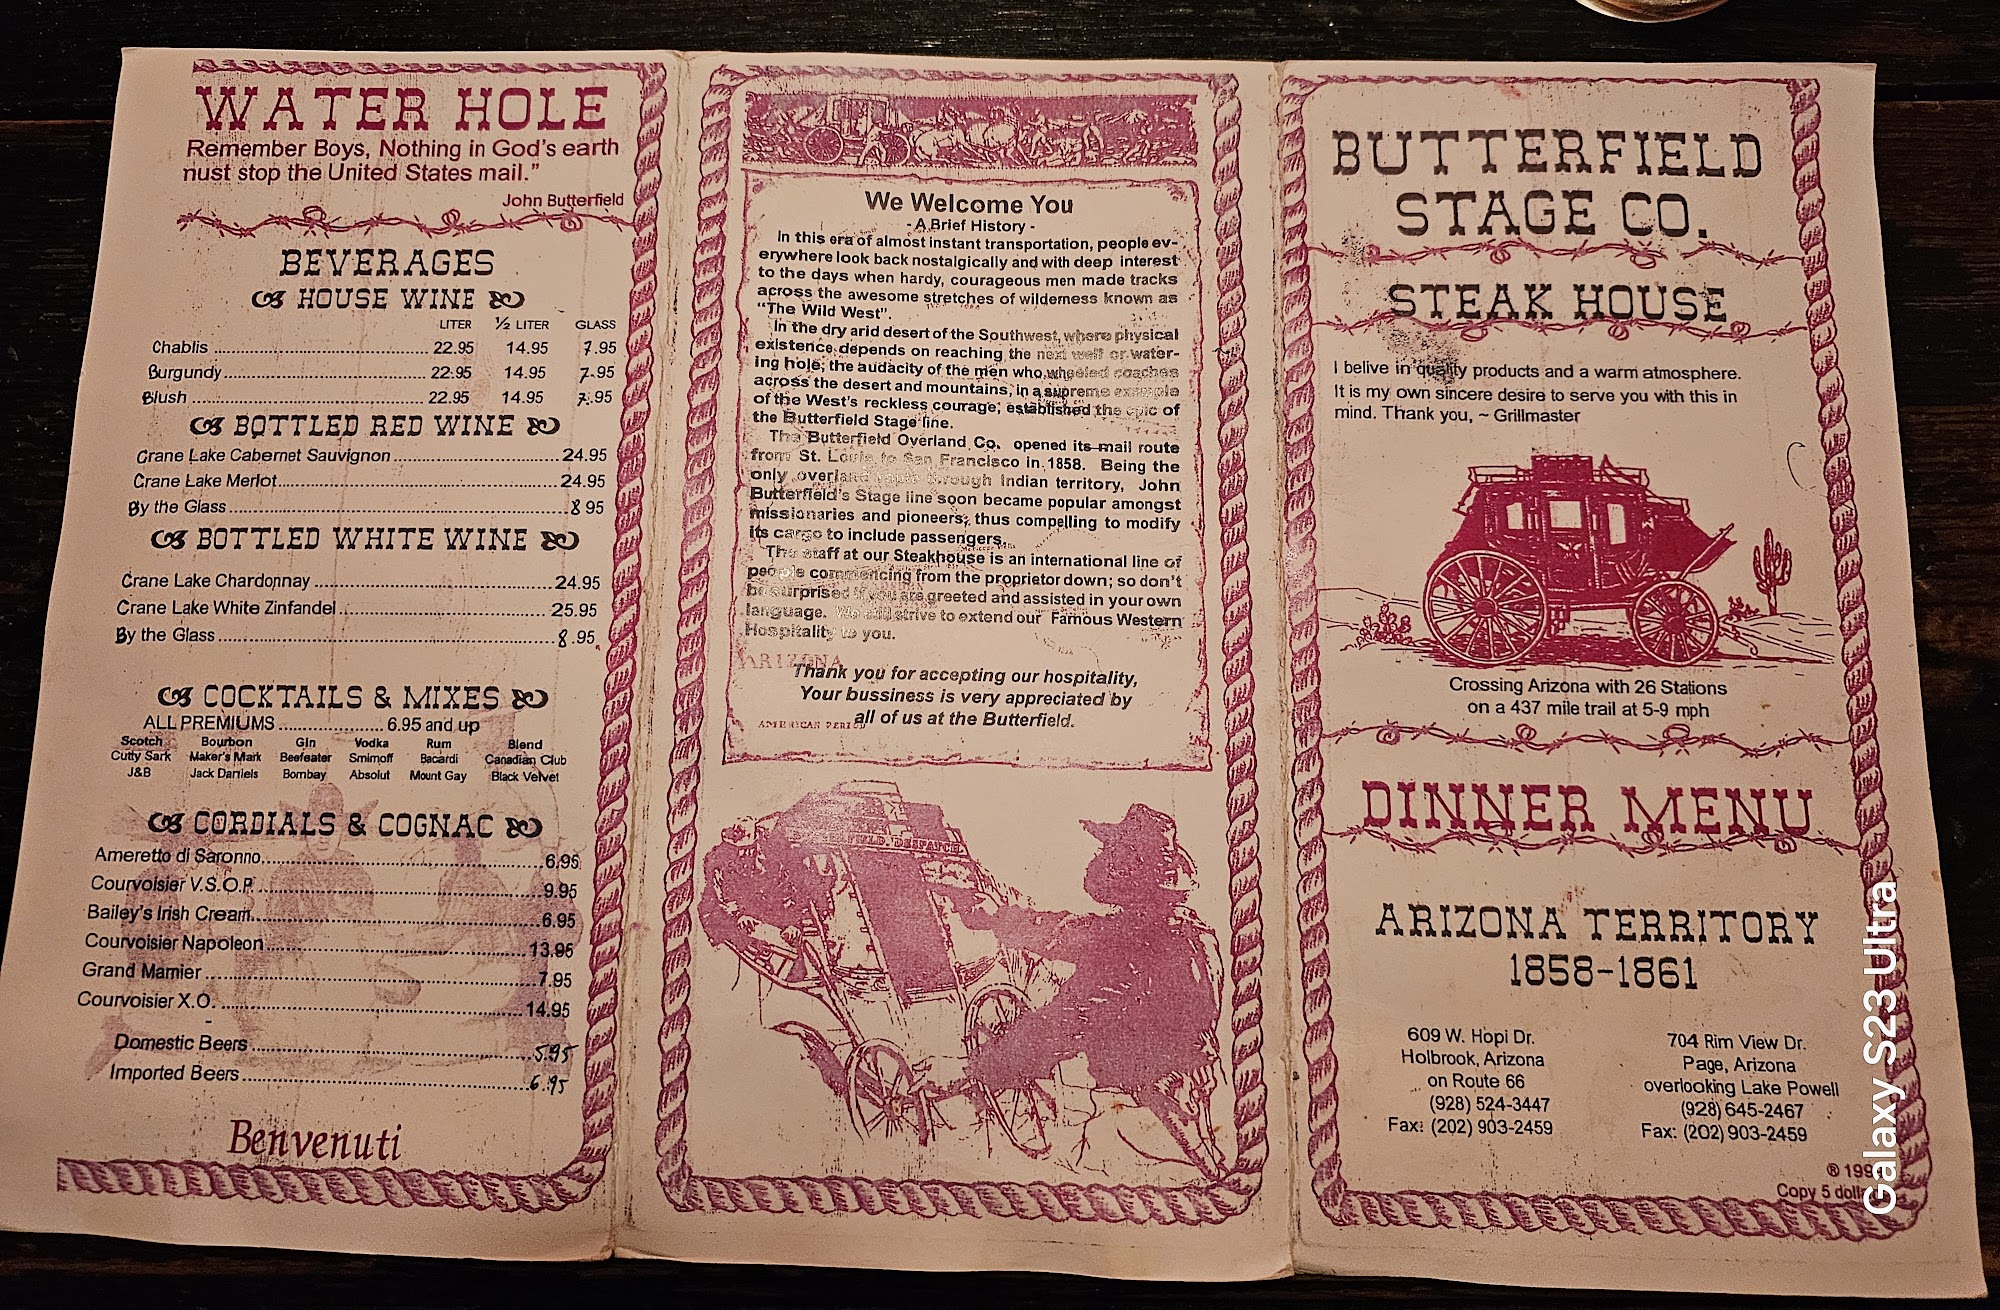 WATER HOLE
Remember Boys, Nothing in God's earth
nust stop the United States mail."
John Butterfield
BEVERAGES
HOUSE WINE
LITER ½ LITER GLASS
Chablis 22.95 14.95 7.95
Burgundy 22.95 14.95 7.95
Blush 22.95 14.95 7.95
BOTTLED RED WINE
Crane Lake Cabernet Sauvignon 24.95
Crane Lake Merlot 24.95
By the Glass 8 95
BOTTLED WHITE WINE
Crane Lake Chardonnay 24.95
Crane Lake White Zinfandel 25.95
By the Glass 8.95
COCKTAILS & MIXES
ALL PREMIUMS 6.95 and up
Scotch Bourbon Gin Vodka Rum Blend
Cutty Sark Maker's Mark Beefeater Smirnoff Bacardi Canadian Club
J&B Jack Daniels Bombay Absolut Mount Gay Black Velvet
CORDIALS & COGNAC
Ameretto di Saronno 6.95
Courvoisier V.S.O.P. 9.95
Bailey's Irish Cream 6.95
Courvoisier Napoleon 13.95
Grand Marnier 7.95
Courvoisier X.O. 14.95
Domestic Beers 5.95
Imported Beers 6.95
Benvenuti
We Welcome You
- A Brief History -
In this era of almost instant transportation, people ev-
erywhere look back nostalgically and with deep interest
to the days when hardy, courageous men made tracks
across the awesome stretches of wilderness known as
"The Wild West".
In the dry arid desert of the Southwest, where physical
existence depends on reaching the next well or water-
ing hole, the audacity of the men who wheeled coaches
across the desert and mountains, in a supreme example
of the West's reckless courage, established the epic of
the Butterfield Stage line.
The Butterfield Overland Co. opened its mail route
from St. Louis to San Francisco in 1858. Being the
only overland route through Indian territory, John
Butterfield's Stage line soon became popular amongst
missionaries and pioneers, thus compelling to modify
its cargo to include passengers.
The staff at our Steakhouse is an international line of
people commencing from the proprietor down; so don't
be surprised if you are greeted and assisted in your own
language. We still strive to extend our Famous Western
Hospitality to you.
ARIZONA
Thank you for accepting our hospitality,
Your bussiness is very appreciated by
AMERICAN PERIOD
all of us at the Butterfield.
DESPATCH
BUTTERFIELD
STAGE CO.
STEAK HOUSE
I belive in quality products and a warm atmosphere.
It is my own sincere desire to serve you with this in
mind. Thank you, ~ Grillmaster
Crossing Arizona with 26 Stations
on a 437 mile trail at 5-9 mph
DINNER MENU
ARIZONA TERRITORY
1858-1861
609 W. Hopi Dr.
Holbrook, Arizona
on Route 66
(928) 524-3447
Fax: (202) 903-2459
704 Rim View Dr.
Page, Arizona
overlooking Lake Powell
(928) 645-2467
Fax: (202) 903-2459
®
Copy 5
Galaxy S23 Ultra